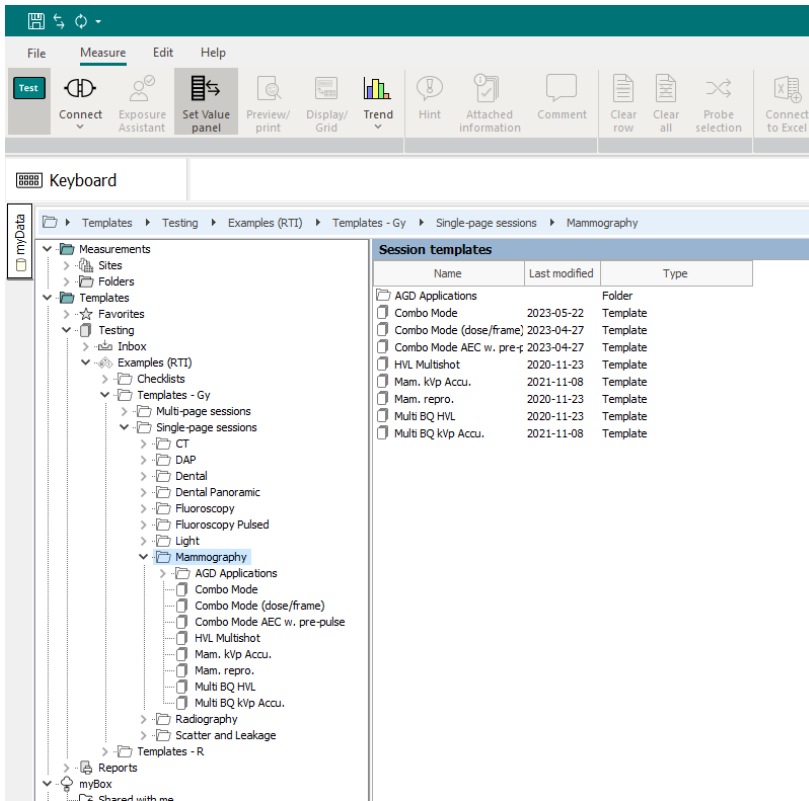 File Measure Edit Help
Test Connect Exposure Assistant Set Value panel Preview/ print Display/ Grid Trend Hint Attached information Comment Clear row Clear all Probe selection Connect to Excel
Keyboard
myData
Templates Testing Examples (RTI) Templates - Gy Single-page sessions Mammography
Measurements
Sites
Folders
Templates
Favorites
Testing
Inbox
Examples (RTI)
Checklists
Templates - Gy
Multi-page sessions
Single-page sessions
CT
DAP
Dental
Dental Panoramic
Fluoroscopy
Fluoroscopy Pulsed
Light
Mammography
AGD Applications
Combo Mode
Combo Mode (dose/frame)
Combo Mode AEC w. pre-pulse
HVL Multishot
Mam. kVp Accu.
Mam. repro.
Multi BQ HVL
Multi BQ kVp Accu.
Radiography
Scatter and Leakage
Templates - R
Reports
myBox
Shared with me
Session templates
Name Last modified Type
AGD Applications Folder
Combo Mode 2023-05-22 Template
Combo Mode (dose/frame) 2023-04-27 Template
Combo Mode AEC w. pre-p 2023-04-27 Template
HVL Multishot 2020-11-23 Template
Mam. kVp Accu. 2021-11-08 Template
Mam. repro. 2020-11-23 Template
Multi BQ HVL 2020-11-23 Template
Multi BQ kVp Accu. 2021-11-08 Template